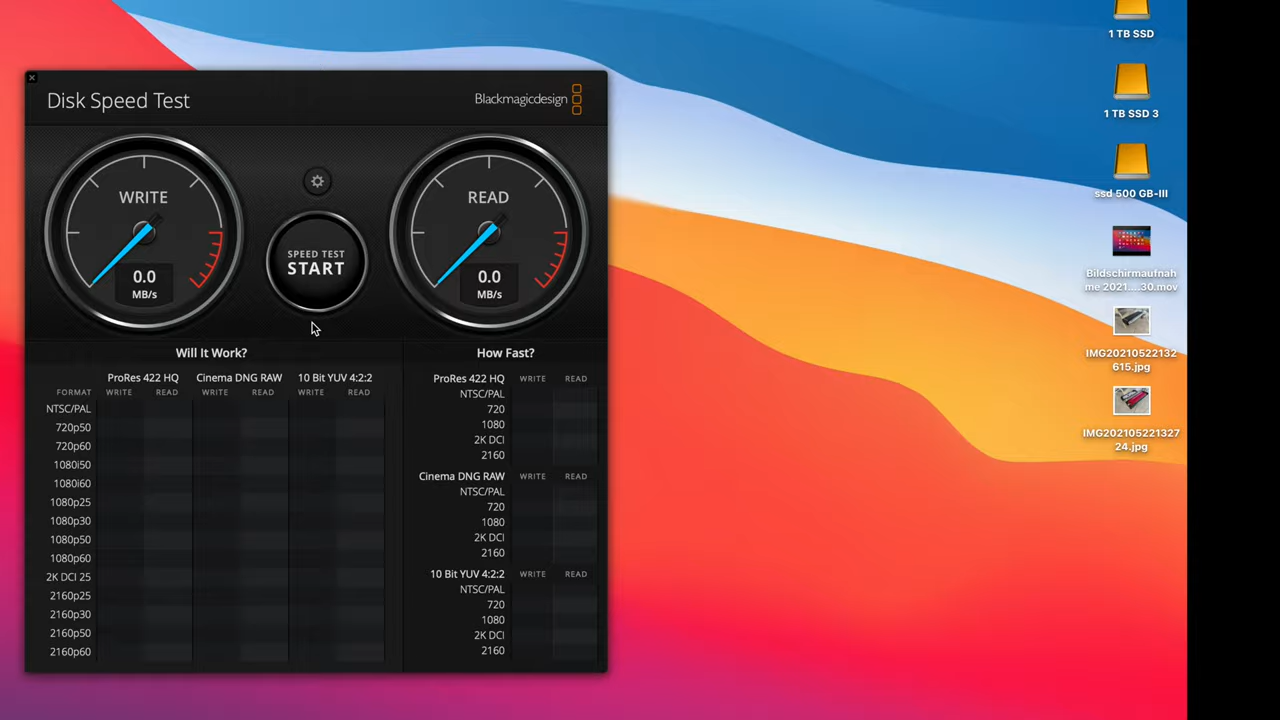 Disk Speed Test
Blackmagicdesign
WRITE
0.0
MB/s
SPEED TEST
START
READ
0.0
MB/s
Will It Work?
ProRes 422 HQ Cinema DNG RAW 10 Bit YUV 4:2:2
FORMAT WRITE READ WRITE READ WRITE READ
NTSC/PAL
720p50
720p60
1080i50
1080i60
1080p25
1080p30
1080p50
1080p60
2K DCI 25
2160p25
2160p30
2160p50
2160p60
How Fast?
ProRes 422 HQ WRITE READ
NTSC/PAL
720
1080
2K DCI
2160
Cinema DNG RAW WRITE READ
NTSC/PAL
720
1080
2K DCI
2160
10 Bit YUV 4:2:2 WRITE READ
NTSC/PAL
720
1080
2K DCI
2160
1 TB SSD
1 TB SSD 3
ssd 500 GB-III
Bildschirmaufnah
me 2021....30.mov
IMG20210522132
615.jpg
IMG202105221327
24.jpg